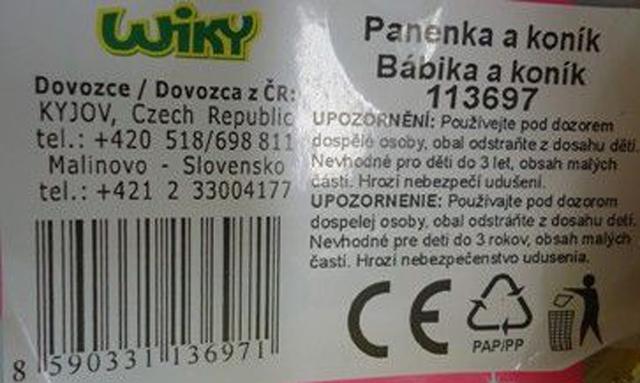 Wiky
Dovozce / Dovozca z ČR:
KYJOV, Czech Republic
tel.: +420 518/698 811
Malinovo - Slovensko
tel.: +421 2 33004177
8 590331 136971
Panenka a koník
Bábika a koník
113697
UPOZORNĚNÍ: Používejte pod dozorem
dospělé osoby, obal odstraňte z dosahu dětí.
Nevhodné pro děti do 3 let, obsah malých
částí. Hrozí nebezpečí udušení.
UPOZORNENIE: Používajte pod dozorom
dospelej osoby, obal odstráňte z dosahu detí.
Nevhodné pre deti do 3 rokov, obsah malých
častí. Hrozí nebezpečenstvo udusenia.
CE
PAP/PP